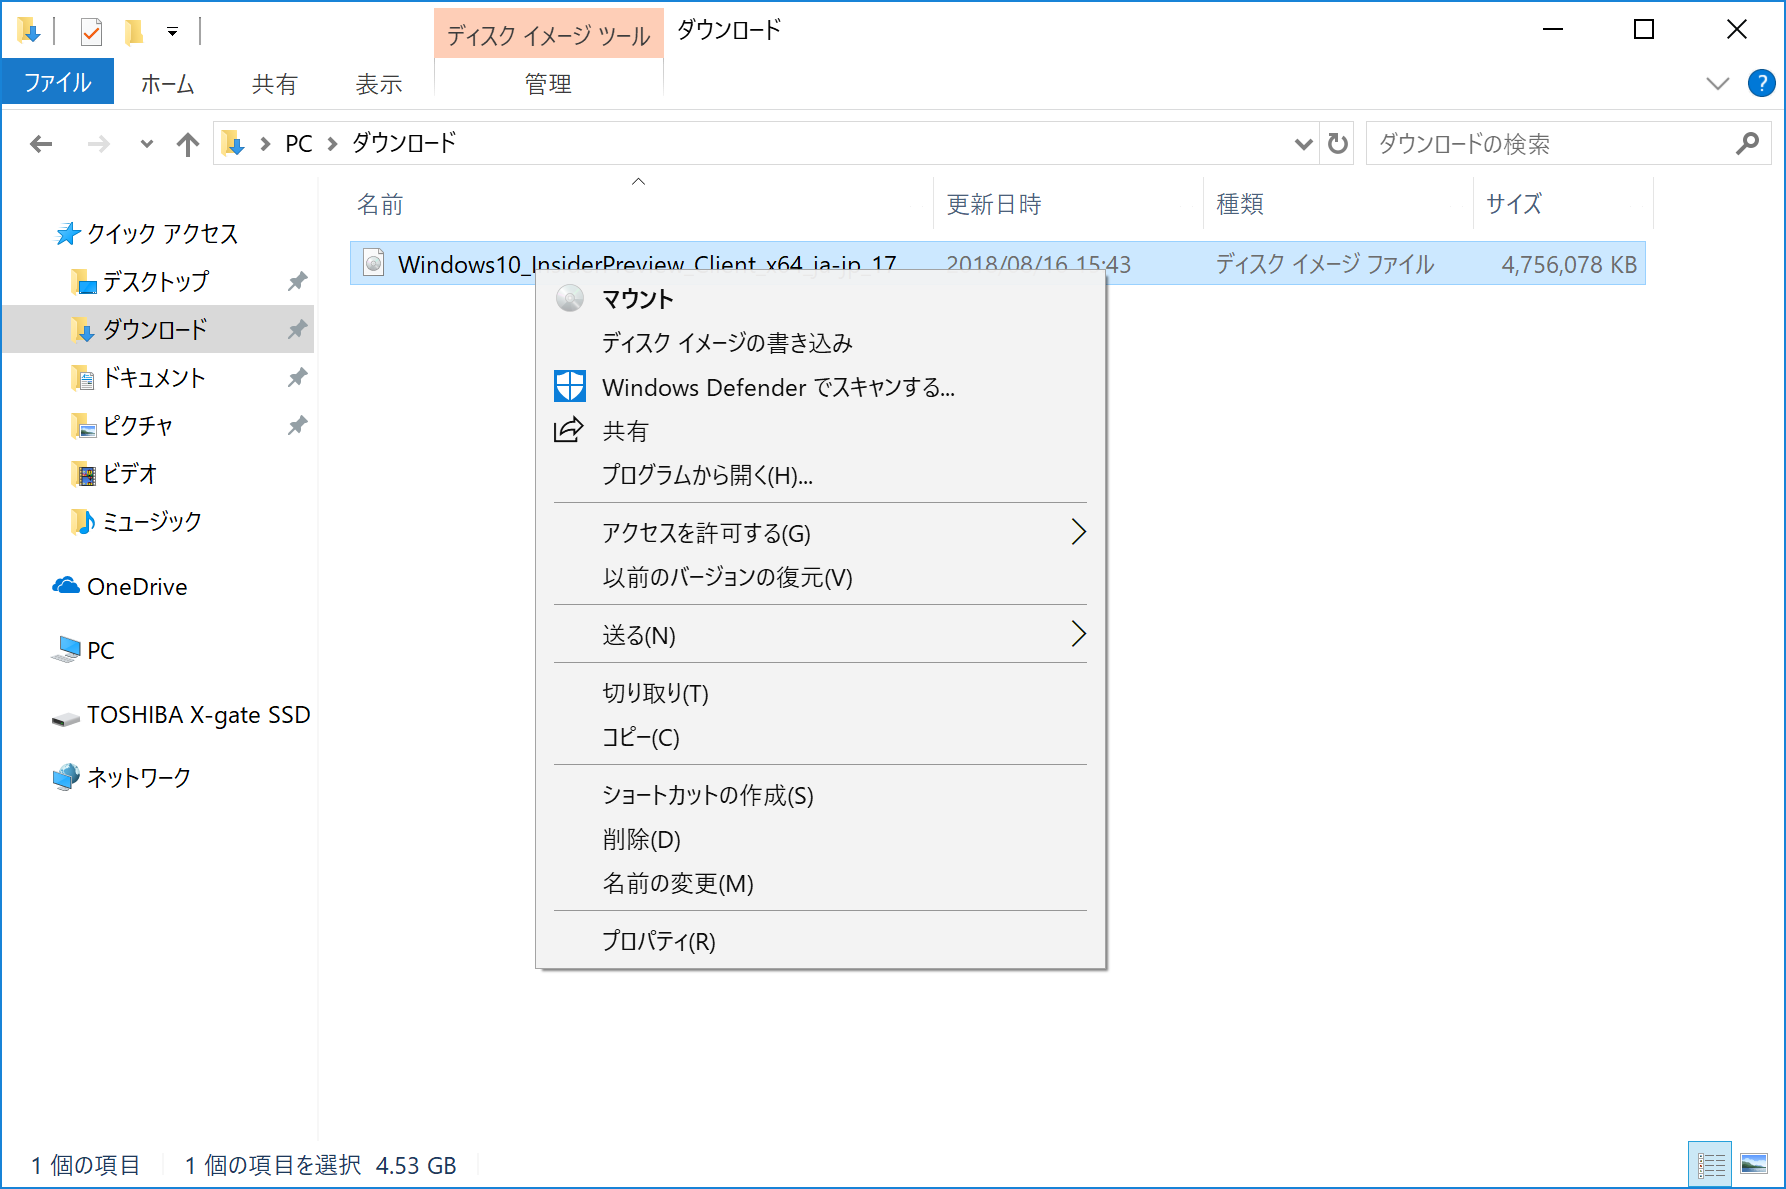 ディスク イメージ ツール
ダウンロード
ファイル
ホーム
共有
表示
管理
?
PC
ダウンロード
ダウンロードの検索
名前
更新日時
種類
サイズ
クイック アクセス
デスクトップ
ダウンロード
ドキュメント
ピクチャ
ビデオ
ミュージック
OneDrive
PC
TOSHIBA X-gate SSD
ネットワーク
Windows10_InsiderPreview_Client_x64_ja-jp_17
2018/08/16 15:43
ディスク イメージ ファイル
4,756,078 KB
マウント
ディスク イメージの書き込み
Windows Defender でスキャンする...
共有
プログラムから開く(H)...
アクセスを許可する(G)
以前のバージョンの復元(V)
送る(N)
切り取り(T)
コピー(C)
ショートカットの作成(S)
削除(D)
名前の変更(M)
プロパティ(R)
1 個の項目
1 個の項目を選択 4.53 GB